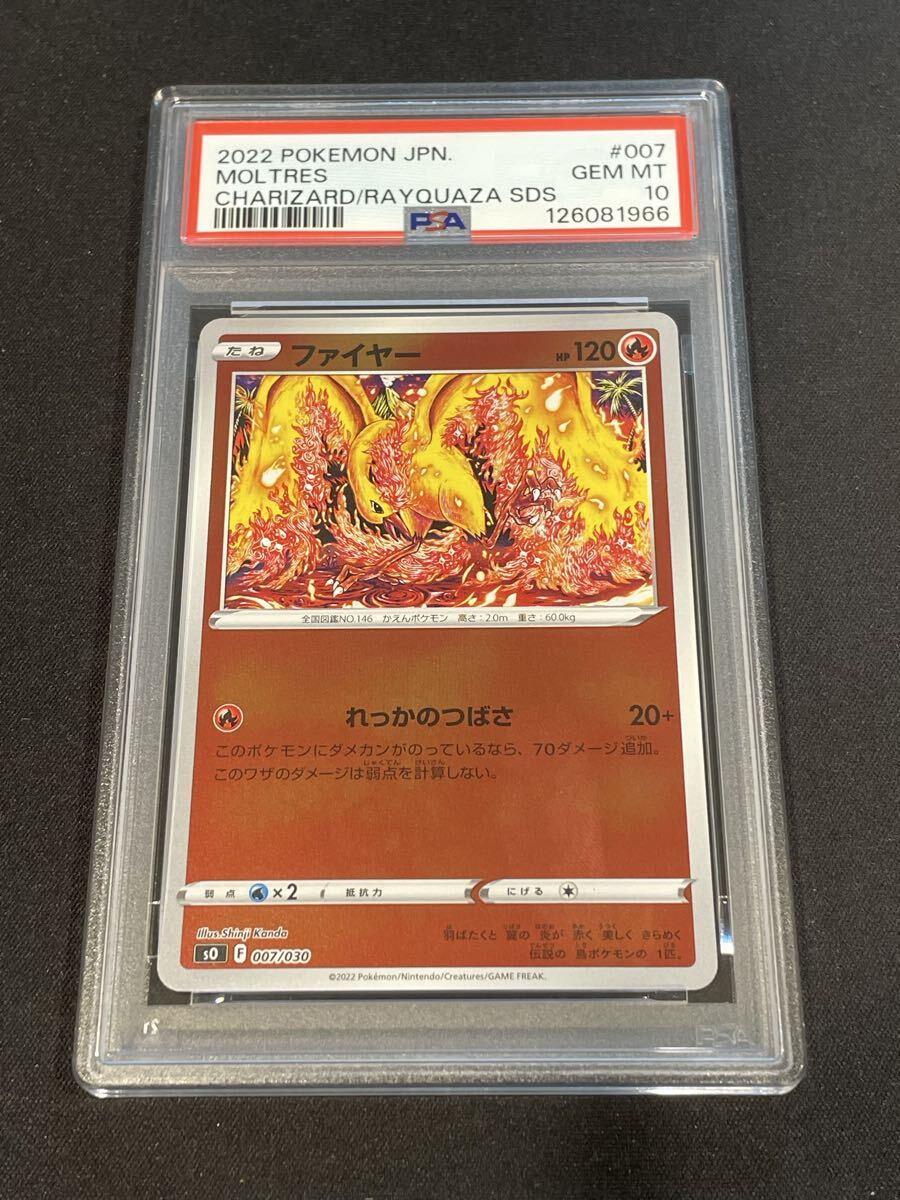 2022 POKEMON JPN. #007
MOLTRES GEM MT
CHARIZARD/RAYQUAZA SDS 10
PSA 126081966
たね ファイヤー HP 120
全国図鑑NO.146 かえんポケモン 高さ:2.0m 重さ:60.0kg
れっかのつばさ 20+
このポケモンにダメカンがのっているなら、70ダメージ追加。
このワザのダメージは弱点を計算しない。
弱点 ×2 抵抗力 にげる
Illus.Shinji Kanda
羽ばたくと 翼の 炎が 赤く 美しく きらめく
sO F 007/030 伝説の 鳥ポケモンの 1匹。
©2022 Pokémon/Nintendo/Creatures/GAME FREAK.
PSA